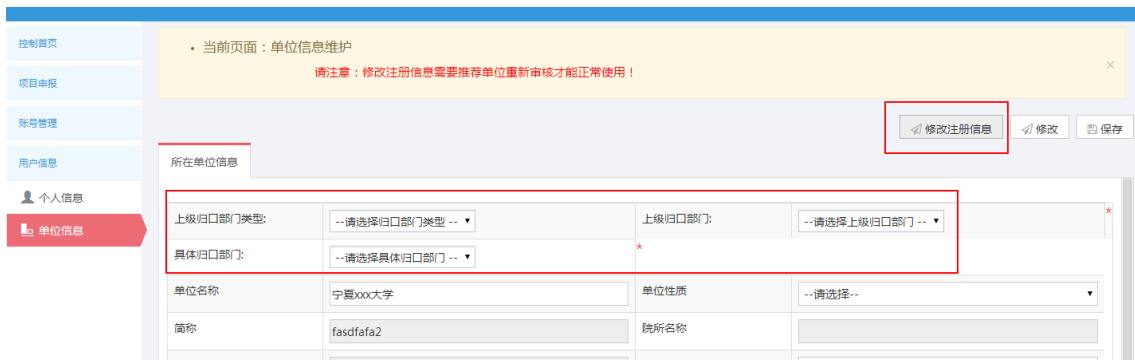 控制首页
项目申报
账号管理
用户信息
个人信息
单位信息
• 当前页面：单位信息维护
请注意：修改注册信息需要推荐单位重新审核才能正常使用！
×
修改注册信息 修改 保存
所在单位信息
上级归口部门类型: --请选择归口部门类型 -- 上级归口部门: --请选择上级归口部门 -- *
具体归口部门: --请选择具体归口部门 -- *
单位名称 宁夏xxx大学 单位性质 --请选择--
简称 fasdfafa2 院所名称